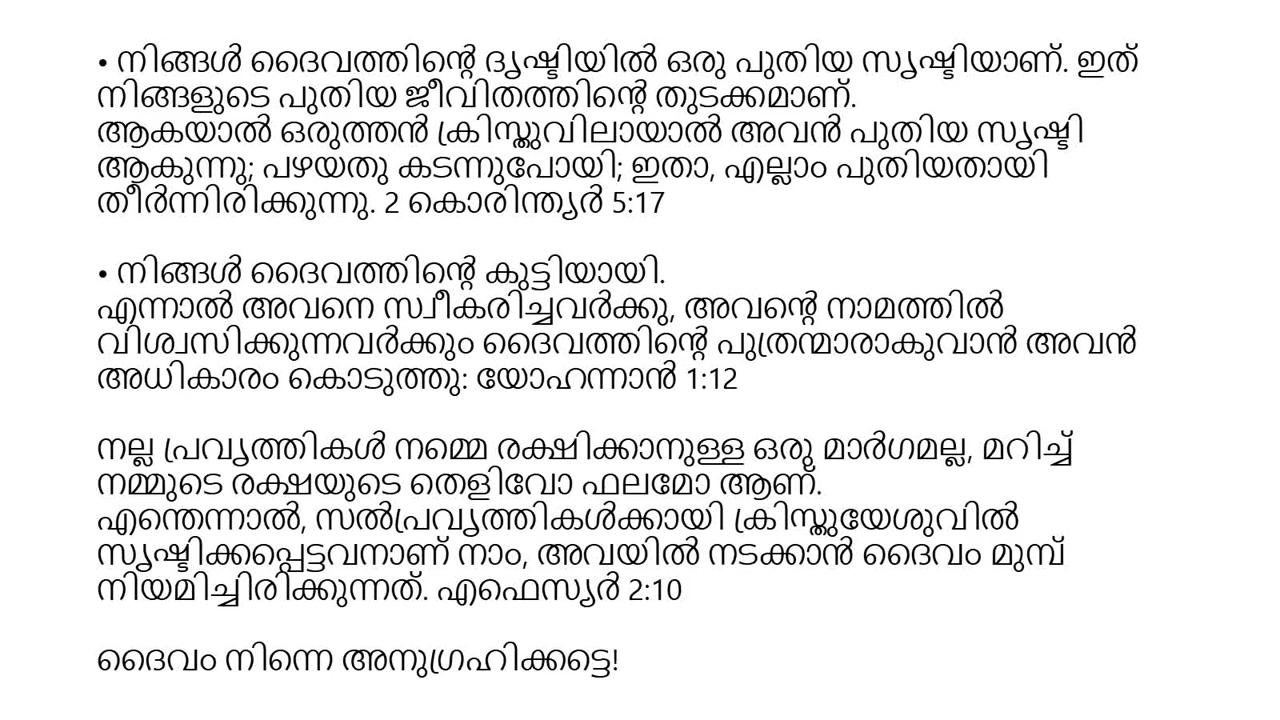 • നിങ്ങൾ ദൈവത്തിന്റെ ദൃഷ്ടിയിൽ ഒരു പുതിയ സൃഷ്ടിയാണ്. ഇത്
നിങ്ങളുടെ പുതിയ ജീവിതത്തിന്റെ തുടക്കമാണ്.
ആകയാൽ ഒരുത്തൻ ക്രിസ്തുവിലായാൽ അവൻ പുതിയ സൃഷ്ടി
ആകുന്നു; പഴയതു കടന്നുപോയി; ഇതാ, എല്ലാം പുതിയതായി
തീർന്നിരിക്കുന്നു. 2 കൊരിന്ത്യർ 5:17
• നിങ്ങൾ ദൈവത്തിന്റെ കുട്ടിയായി.
എന്നാൽ അവനെ സ്വീകരിച്ചവർക്കു, അവന്റെ നാമത്തിൽ
വിശ്വസിക്കുന്നവർക്കും ദൈവത്തിന്റെ പുത്രന്മാരാകുവാൻ അവൻ
അധികാരം കൊടുത്തു: യോഹന്നാൻ 1:12
നല്ല പ്രവൃത്തികൾ നമ്മെ രക്ഷിക്കാനുള്ള ഒരു മാർഗമല്ല, മറിച്ച്
നമ്മുടെ രക്ഷയുടെ തെളിവോ ഫലമോ ആണ്.
എന്തെന്നാൽ, സൽപ്രവൃത്തികൾക്കായി ക്രിസ്തുയേശുവിൽ
സൃഷ്ടിക്കപ്പെട്ടവനാണ് നാം, അവയിൽ നടക്കാൻ ദൈവം മുമ്പ്
നിയമിച്ചിരിക്കുന്നത്. എഫെസ്യർ 2:10
ദൈവം നിന്നെ അനുഗ്രഹിക്കട്ടെ!